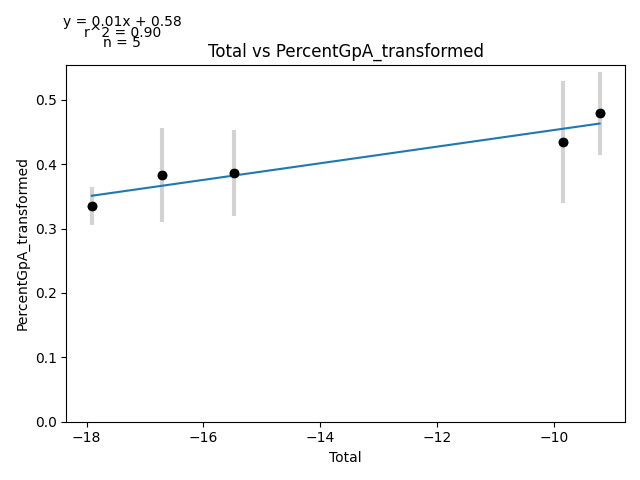 y = 0.01x + 0.58
r^2 = 0.90
n = 5
Total vs PercentGpA_transformed
PercentGpA_transformed
0.5
0.4
0.3
0.2
0.1
0.0
−18 −16 −14 −12 −10
Total